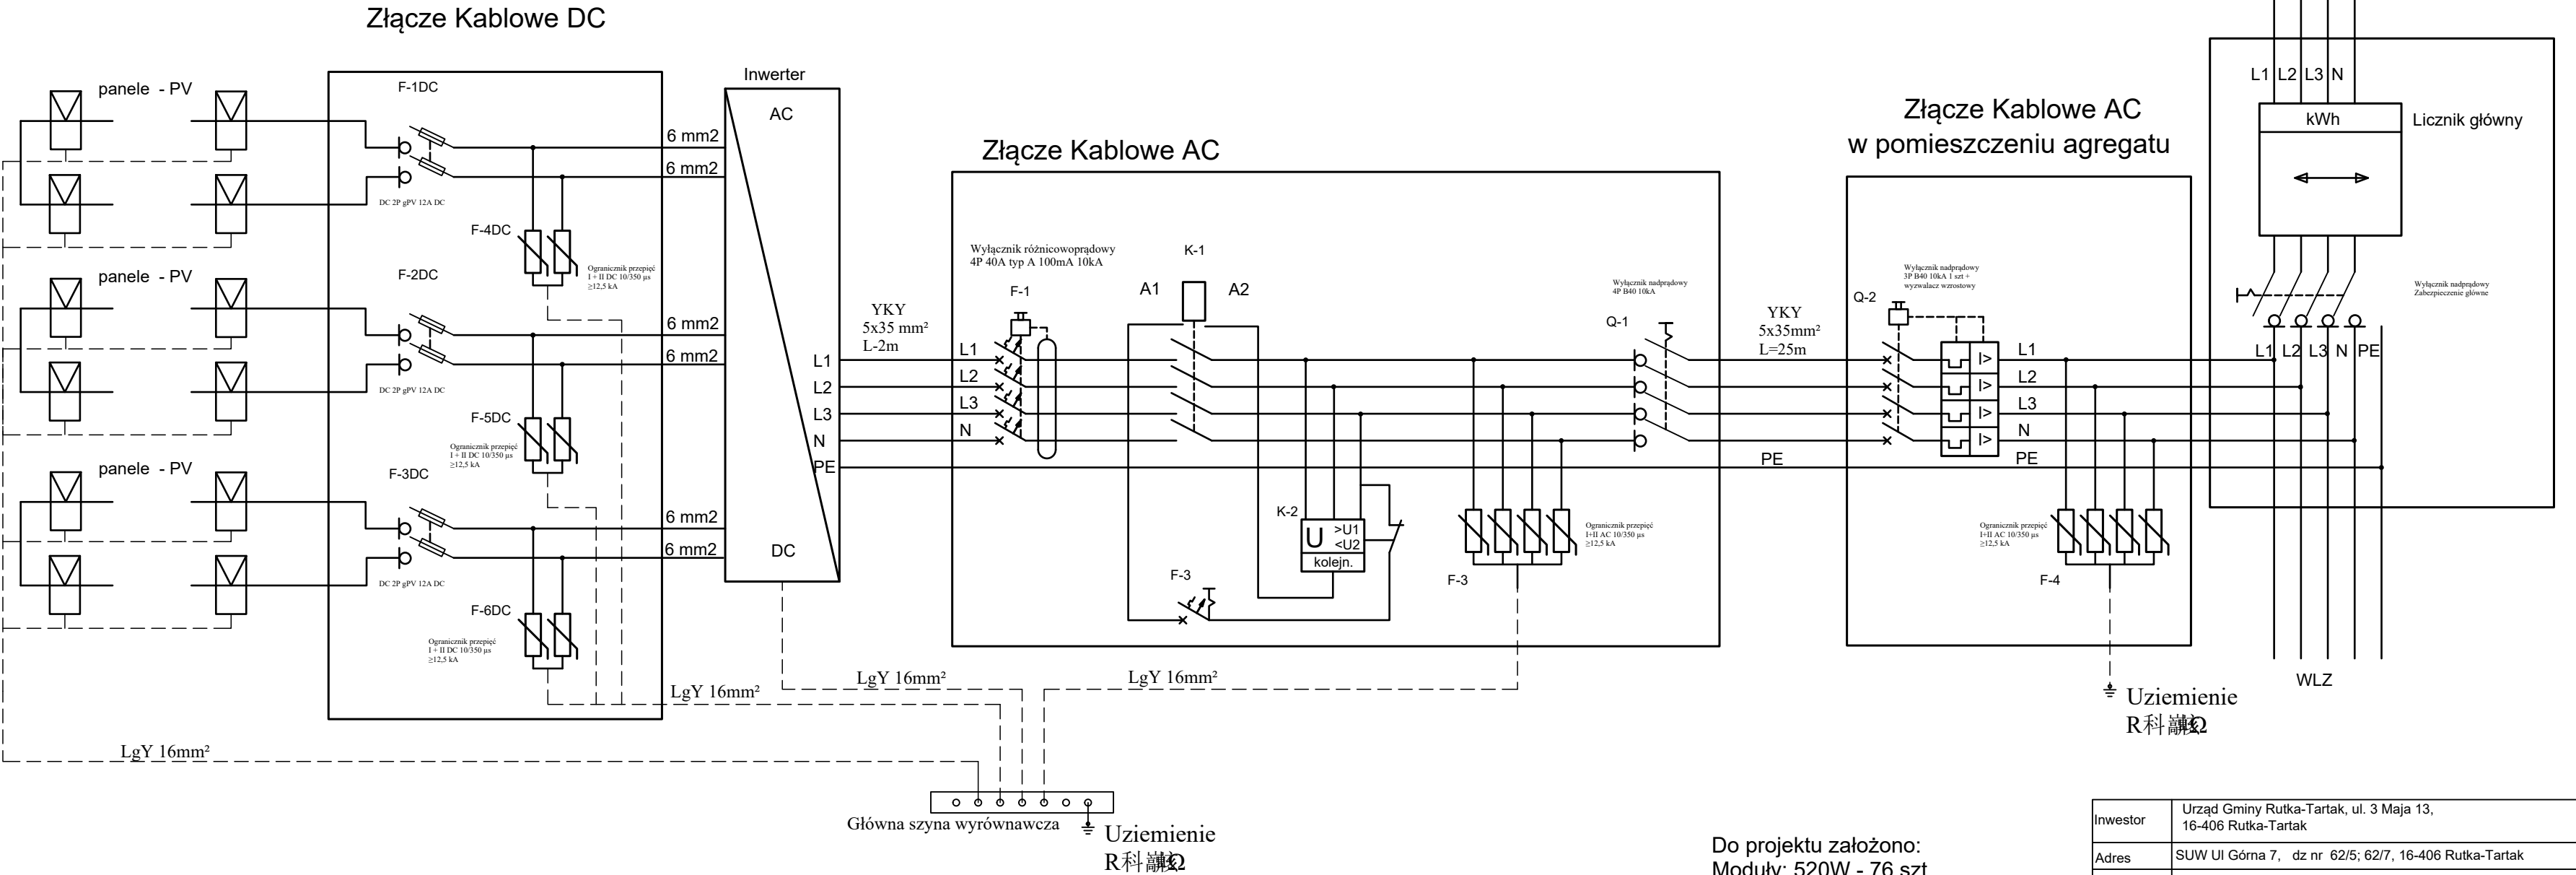 Złącze Kablowe DC
panele - PV
F-1DC
DC 2P gPV 12A DC
6 mm2
6 mm2
F-4DC
Ogranicznik przepięć
I + II DC 10/350 µs
≥12,5 kA
panele - PV
F-2DC
DC 2P gPV 12A DC
6 mm2
6 mm2
F-5DC
Ogranicznik przepięć
I + II DC 10/350 µs
≥12,5 kA
panele - PV
F-3DC
DC 2P gPV 12A DC
6 mm2
6 mm2
F-6DC
Ogranicznik przepięć
I + II DC 10/350 µs
≥12,5 kA
Inwerter
AC
DC
L1
L2
L3
N
PE
YKY
5x35 mm²
L-2m
Złącze Kablowe AC
Wyłącznik różnicowoprądowy
4P 40A typ A 100mA 10kA
F-1
L1
L2
L3
N
K-1
A1
A2
K-2
U
>U1
<U2
kolejn.
F-3
F-3
Ogranicznik przepięć
I+II AC 10/350 µs
≥12,5 kA
Wyłącznik nadprądowy
4P B40 10kA
Q-1
YKY
5x35mm²
L=25m
PE
Złącze Kablowe AC
w pomieszczeniu agregatu
Wyłącznik nadprądowy
3P B40 10kA 1 szt +
wyzwalacz wzrostowy
Q-2
I>
I>
I>
I>
L1
L2
L3
N
PE
Ogranicznik przepięć
I+II AC 10/350 µs
≥12,5 kA
F-4
L1 L2 L3 N
kWh
Licznik główny
Wyłącznik nadprądowy
Zabezpieczenie główne
L1 L2 L3 N PE
WLZ
Uziemienie
LgY 16mm²
LgY 16mm²
LgY 16mm²
LgY 16mm²
Główna szyna wyrównawcza
Uziemienie
Do projektu założono:
Moduły: 520W - 76 szt
Inwestor
Urząd Gminy Rutka-Tartak, ul. 3 Maja 13,
16-406 Rutka-Tartak
Adres
SUW Ul Górna 7, dz nr 62/5; 62/7, 16-406 Rutka-Tartak